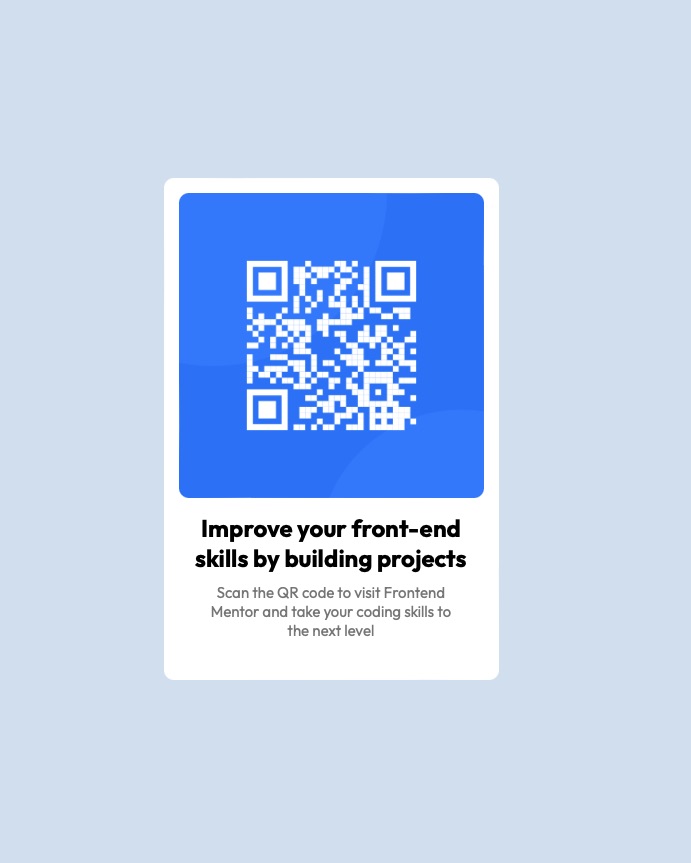 Improve your front-end
skills by building projects
Scan the QR code to visit Frontend
Mentor and take your coding skills to
the next level